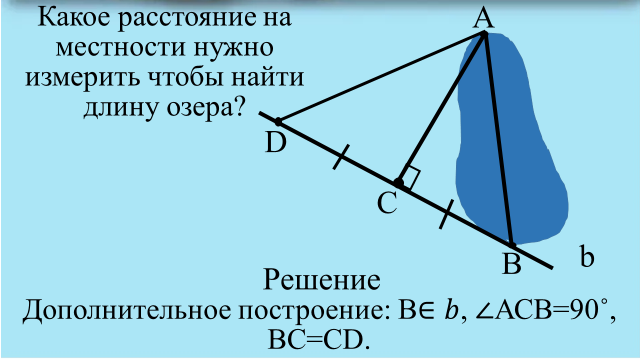 Какое расстояние на
местности нужно
измерить чтобы найти
длину озера?
A
D
C
B
b
Решение
Дополнительное построение: B∈ b, ∠ACB=90˚,
BC=CD.